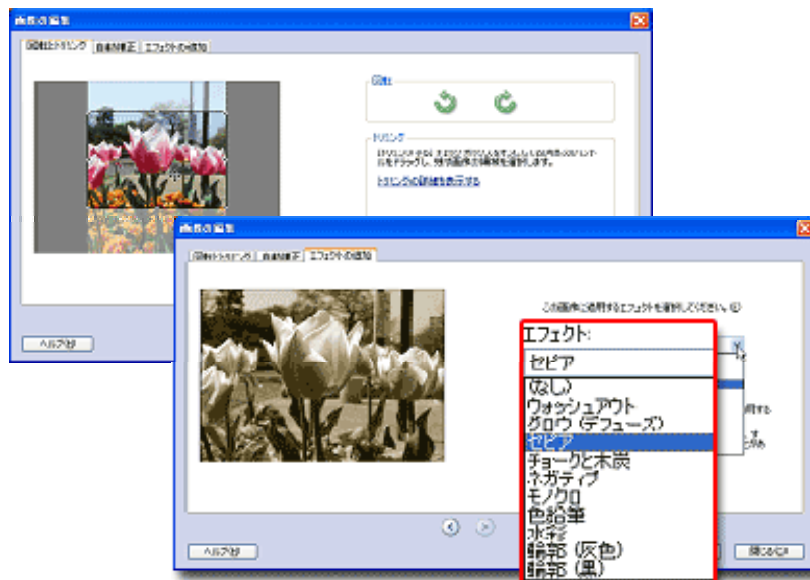 画像の編集
回転とトリミング 自動補正 エフェクトの追加
回転
トリミング
トリミングの詳細を表示する
ヘルプ(H)
画像の編集
回転とトリミング 自動補正 エフェクトの追加
この画像に適用するエフェクトを選択してください。(E)
エフェクト:
セピア
(なし)
ウォッシュアウト
グロウ (デフューズ)
セピア
チョークと木炭
ネガティブ
モノクロ
色鉛筆
水彩
輪郭 (灰色)
輪郭 (黒)
ヘルプ(H)
閉じる(C)